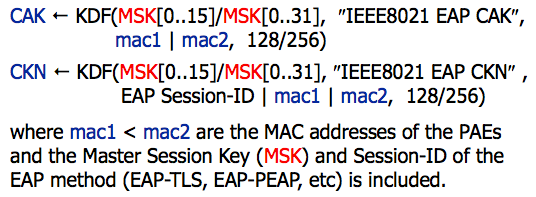 CAK ← KDF(MSK[0..15]/MSK[0..31], "IEEE8021 EAP CAK",
mac1 | mac2, 128/256)
CKN ← KDF(MSK[0..15]/MSK[0..31], "IEEE8021 EAP CKN" ,
EAP Session-ID | mac1 | mac2, 128/256)
where mac1 < mac2 are the MAC addresses of the PAEs
and the Master Session Key (MSK) and Session-ID of the
EAP method (EAP-TLS, EAP-PEAP, etc) is included.